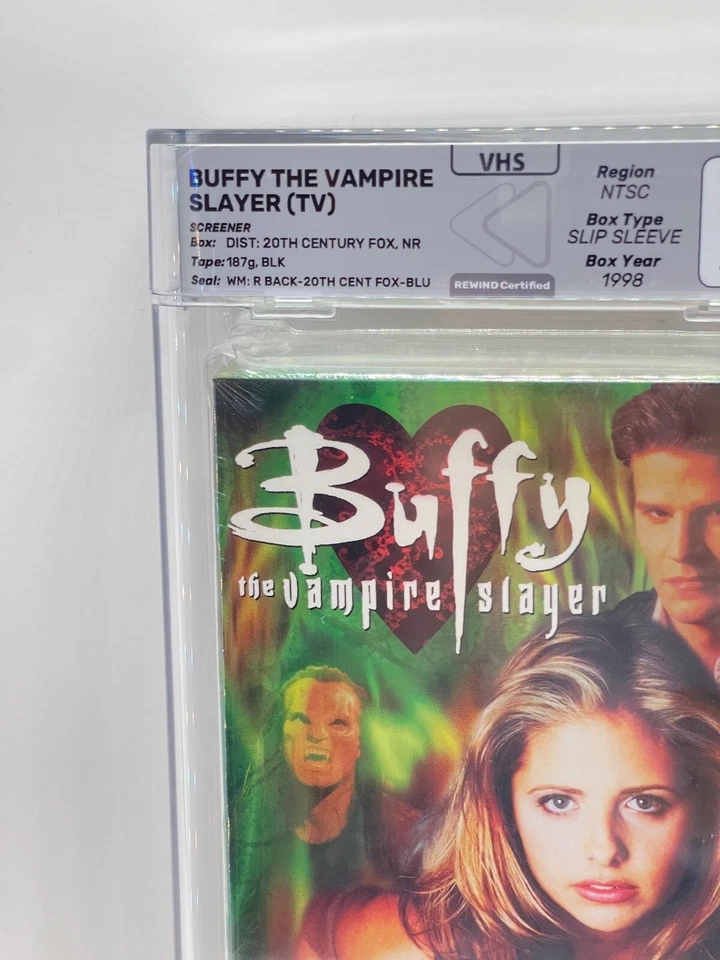 BUFFY THE VAMPIRE
SLAYER (TV)
SCREENER
Box: DIST: 20TH CENTURY FOX, NR
Tape: 187g, BLK
Seal: WM: R BACK-20TH CENT FOX-BLU
VHS
REWIND Certified
Region
NTSC
Box Type
SLIP SLEEVE
Box Year
1998
Buffy
the vampire slayer